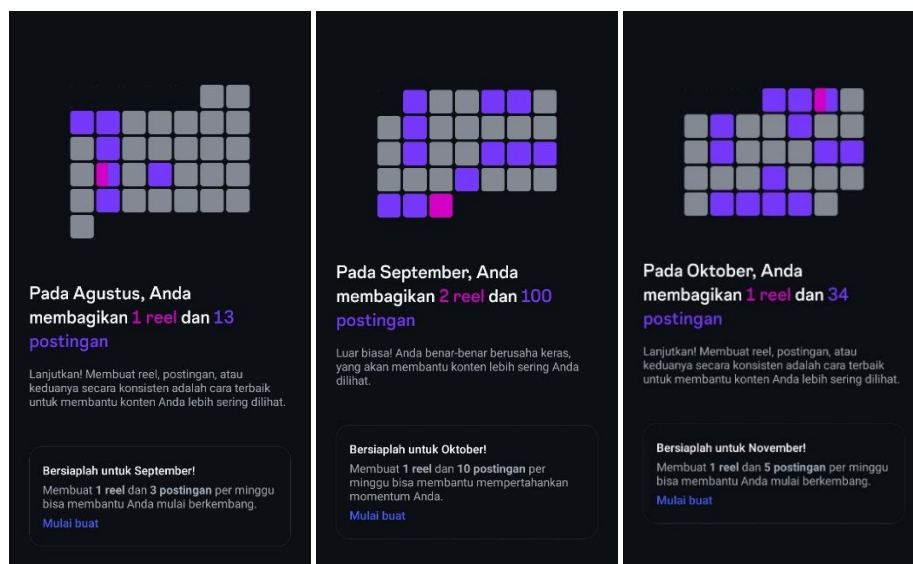 Pada Agustus, Anda
membagikan 1 reel dan 13
postingan
Lanjutkan! Membuat reel, postingan, atau
keduanya secara konsisten adalah cara terbaik
untuk membantu konten Anda lebih sering dilihat.
Bersiaplah untuk September!
Membuat 1 reel dan 3 postingan per minggu
bisa membantu Anda mulai berkembang.
Mulai buat
Pada September, Anda
membagikan 2 reel dan 100
postingan
Luar biasa! Anda benar-benar berusaha keras,
yang akan membantu konten lebih sering Anda
dilihat.
Bersiaplah untuk Oktober!
Membuat 1 reel dan 10 postingan per
minggu bisa membantu mempertahankan
momentum Anda.
Mulai buat
Pada Oktober, Anda
membagikan 1 reel dan 34
postingan
Lanjutkan! Membuat reel, postingan, atau
keduanya secara konsisten adalah cara terbaik
untuk membantu konten Anda lebih sering dilihat.
Bersiaplah untuk November!
Membuat 1 reel dan 5 postingan per minggu
bisa membantu Anda mulai berkembang.
Mulai buat